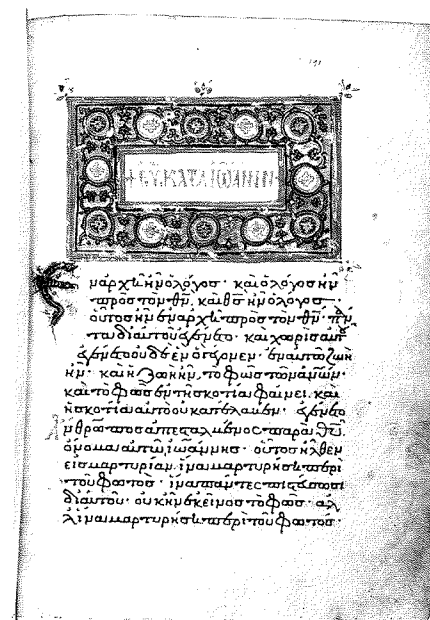 + ΕΥ ΚΑΤΑ ΙΩΑΝΝΗΝ
Ἐν ἀρχῇ ἦν ὁ λόγος· καὶ ὁ λόγος ἦν
πρὸς τὸν θν, καὶ θς ἦν ὁ λόγος·
οὗτος ἦν ἐν ἀρχῇ πρὸς τὸν θν· πάν
τα δι αὐτοῦ ἐγένετο· καὶ χωρὶς αὐτοῦ
ἐγένετο οὐδὲ ἓν ὃ γέγονεν· ἐν αὐτῶ ζωὴ
ἦν· καὶ ἡ ζωὴ ἦν τὸ φῶς τῶν ἀνῶν·
καὶ τὸ φῶς ἐν τῇ σκοτία φαίνει· καὶ
ἡ σκοτία αὐτὸ οὐ κατέλαβεν· ἐγένετο
ἄνθρωπος ἀπεσταλμένος παρὰ θυ·
ὄνομα αὐτῶ ἰωάννης· οὗτος ἦλθεν
εἰς μαρτυρίαν ἵνα μαρτυρήσῃ περὶ
τοῦ φωτός· ἵνα πάντες πιστεύσωσι
δι αὐτοῦ· οὐκ ἦν ἐκεῖνος τὸ φῶς· ἀλ
λ ἵνα μαρτυρήσῃ περὶ τοῦ φωτός·